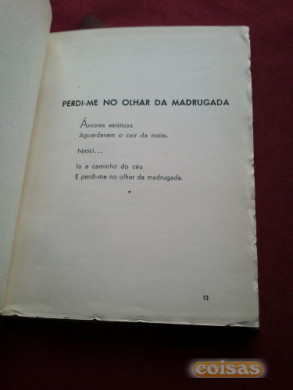 PERDI-ME NO OLHAR DA MADRUGADA
Árvores estáticas
Aguardavam o cair da noite.
Nasci...
Ia a caminho do céu
E perdi-me no olhar da madrugada.
13
coisas